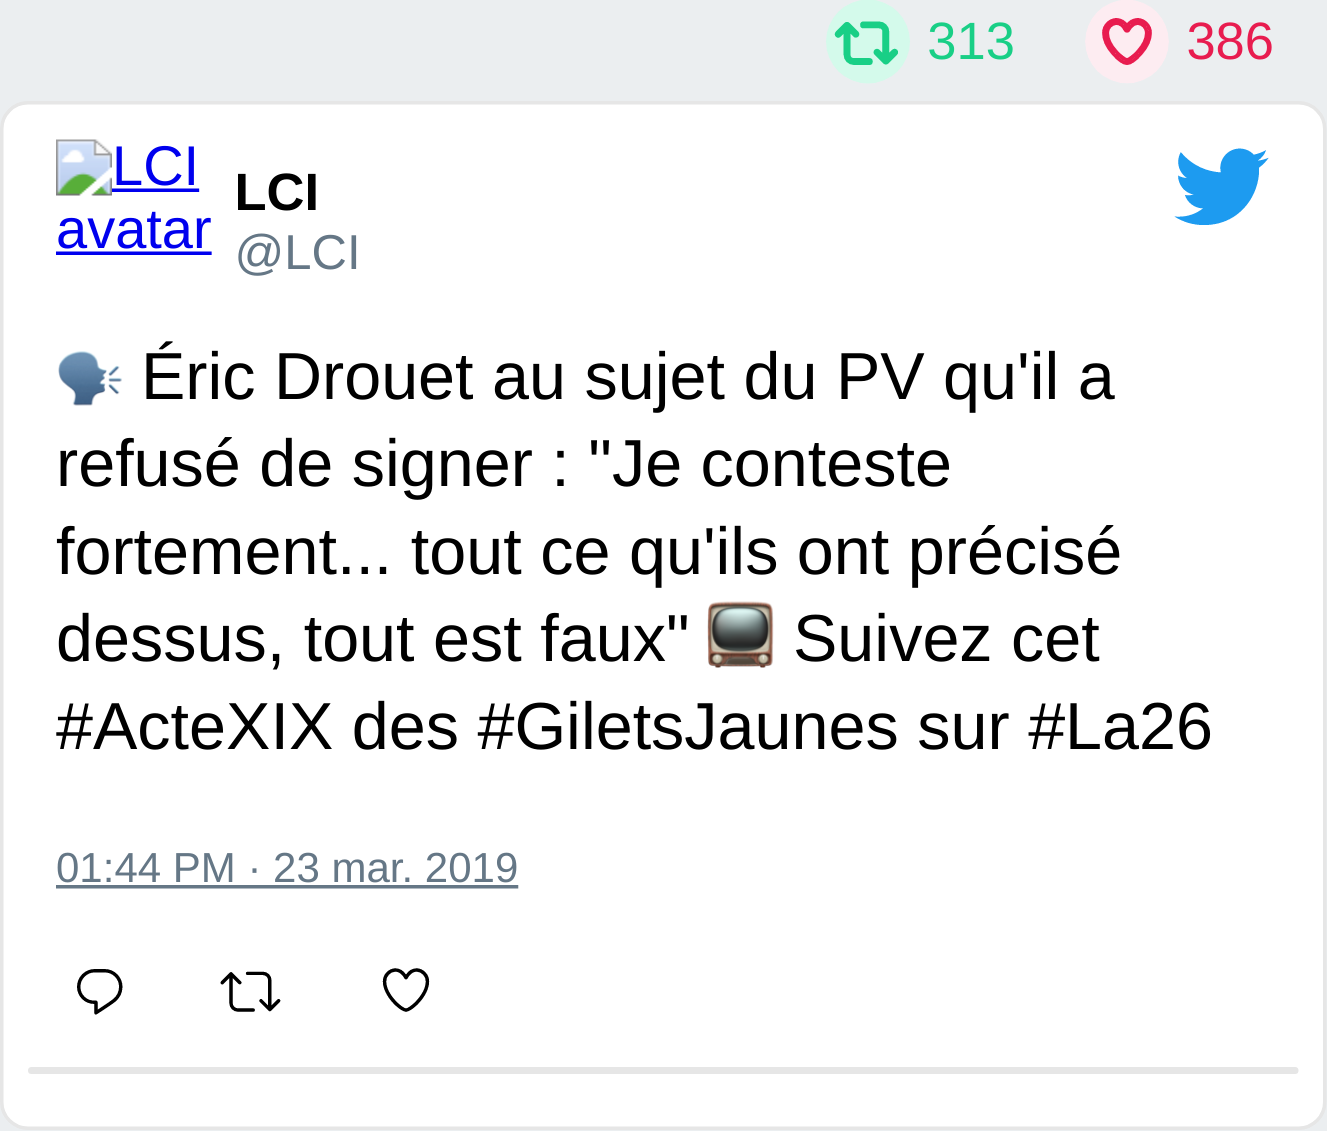 313 386
LCI
avatar
LCI
@LCI
🗣 Éric Drouet au sujet du PV qu'il a
refusé de signer : "Je conteste
fortement... tout ce qu'ils ont précisé
dessus, tout est faux" 📺 Suivez cet
#ActeXIX des #GiletsJaunes sur #La26
01:44 PM · 23 mar. 2019